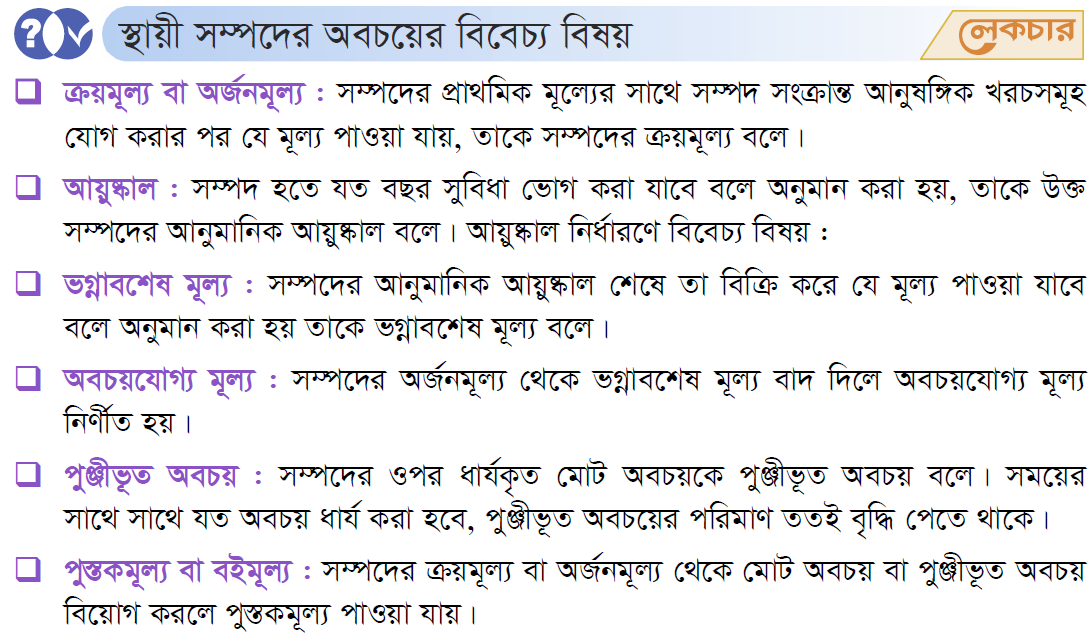 স্থায়ী সম্পদের অবচয়ের বিবেচ্য বিষয়
লেকচার
ক্রয়মূল্য বা অর্জনমূল্য : সম্পদের প্রাথমিক মূল্যের সাথে সম্পদ সংক্রান্ত আনুষঙ্গিক খরচসমূহ
যোগ করার পর যে মূল্য পাওয়া যায়, তাকে সম্পদের ক্রয়মূল্য বলে।
আয়ুষ্কাল : সম্পদ হতে যত বছর সুবিধা ভোগ করা যাবে বলে অনুমান করা হয়, তাকে উক্ত
সম্পদের আনুমানিক আয়ুষ্কাল বলে। আয়ুষ্কাল নির্ধারণে বিবেচ্য বিষয় :
ভগ্নাবশেষ মূল্য : সম্পদের আনুমানিক আয়ুষ্কাল শেষে তা বিক্রি করে যে মূল্য পাওয়া যাবে
বলে অনুমান করা হয় তাকে ভগ্নাবশেষ মূল্য বলে।
অবচয়যোগ্য মূল্য : সম্পদের অর্জনমূল্য থেকে ভগ্নাবশেষ মূল্য বাদ দিলে অবচয়যোগ্য মূল্য
নির্ণীত হয়।
পুঞ্জীভূত অবচয় : সম্পদের ওপর ধার্যকৃত মোট অবচয়কে পুঞ্জীভূত অবচয় বলে। সময়ের
সাথে সাথে যত অবচয় ধার্য করা হবে, পুঞ্জীভূত অবচয়ের পরিমাণ ততই বৃদ্ধি পেতে থাকে।
পুস্তকমূল্য বা বইমূল্য : সম্পদের ক্রয়মূল্য বা অর্জনমূল্য থেকে মোট অবচয় বা পুঞ্জীভূত অবচয়
বিয়োগ করলে পুস্তকমূল্য পাওয়া যায়।